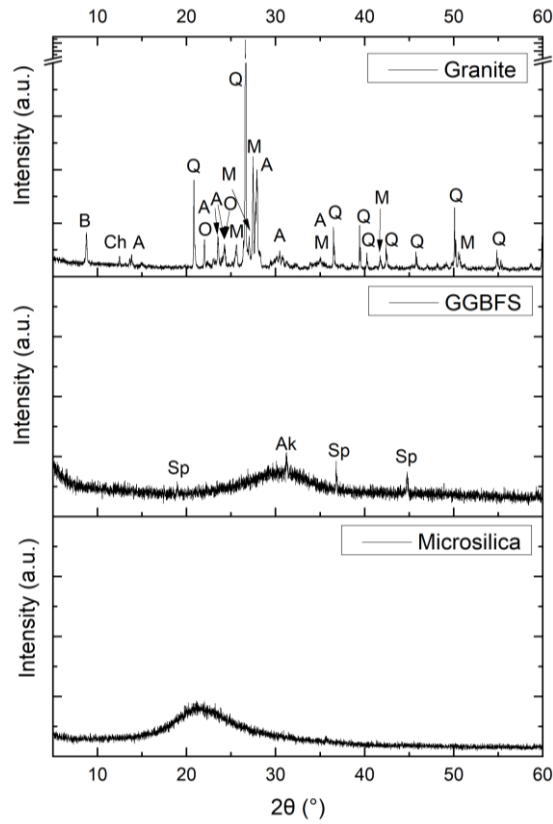 10 20 30 40 50 60
Intensity (a.u.)
Granite
B
Ch
A
Q
A
O
A
O
M
M
Q
M
A
A
A
M
Q
Q
Q
M
Q
Q
Q
M
Q
Intensity (a.u.)
GGBFS
Sp
Ak
Sp
Sp
Intensity (a.u.)
Microsilica
10 20 30 40 50 60
2θ (°)